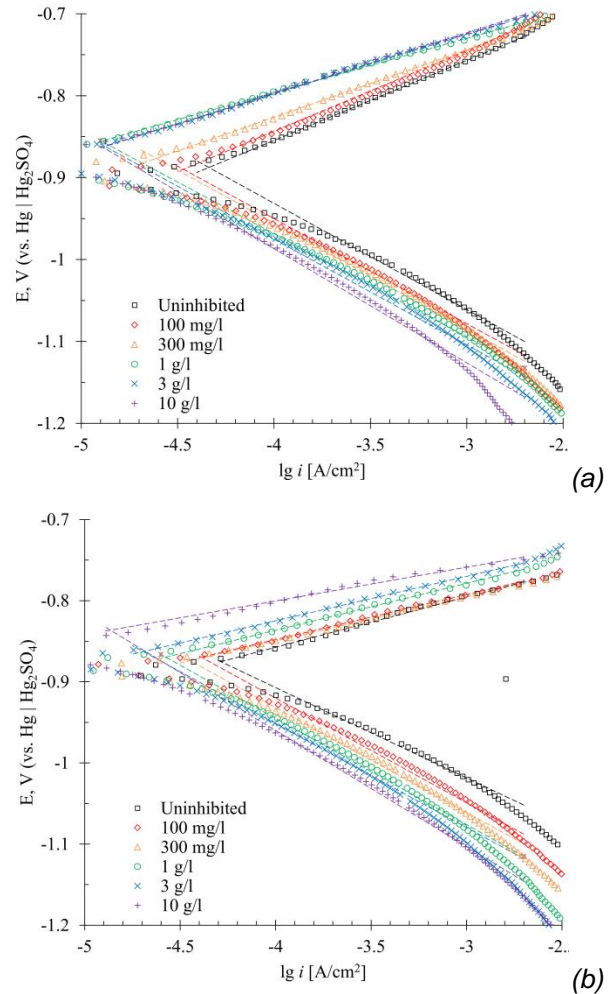 -0.7
-0.8
-0.9
-1
-1.1
-1.2
E, V (vs. Hg | Hg₂SO₄)
Uninhibited
100 mg/l
300 mg/l
1 g/l
3 g/l
10 g/l
-5 -4.5 -4 -3.5 -3 -2.
lg i [A/cm²]
(a)
-0.7
-0.8
-0.9
-1
-1.1
-1.2
E, V (vs. Hg | Hg₂SO₄)
Uninhibited
100 mg/l
300 mg/l
1 g/l
3 g/l
10 g/l
-5 -4.5 -4 -3.5 -3 -2.
lg i [A/cm²]
(b)